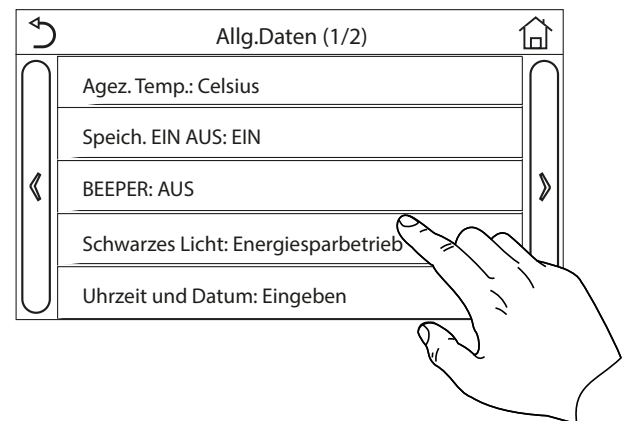 Allg.Daten (1/2)
Agez. Temp.: Celsius
Speich. EIN AUS: EIN
BEEPER: AUS
Schwarzes Licht: Energiesparbetrieb
Uhrzeit und Datum: Eingeben